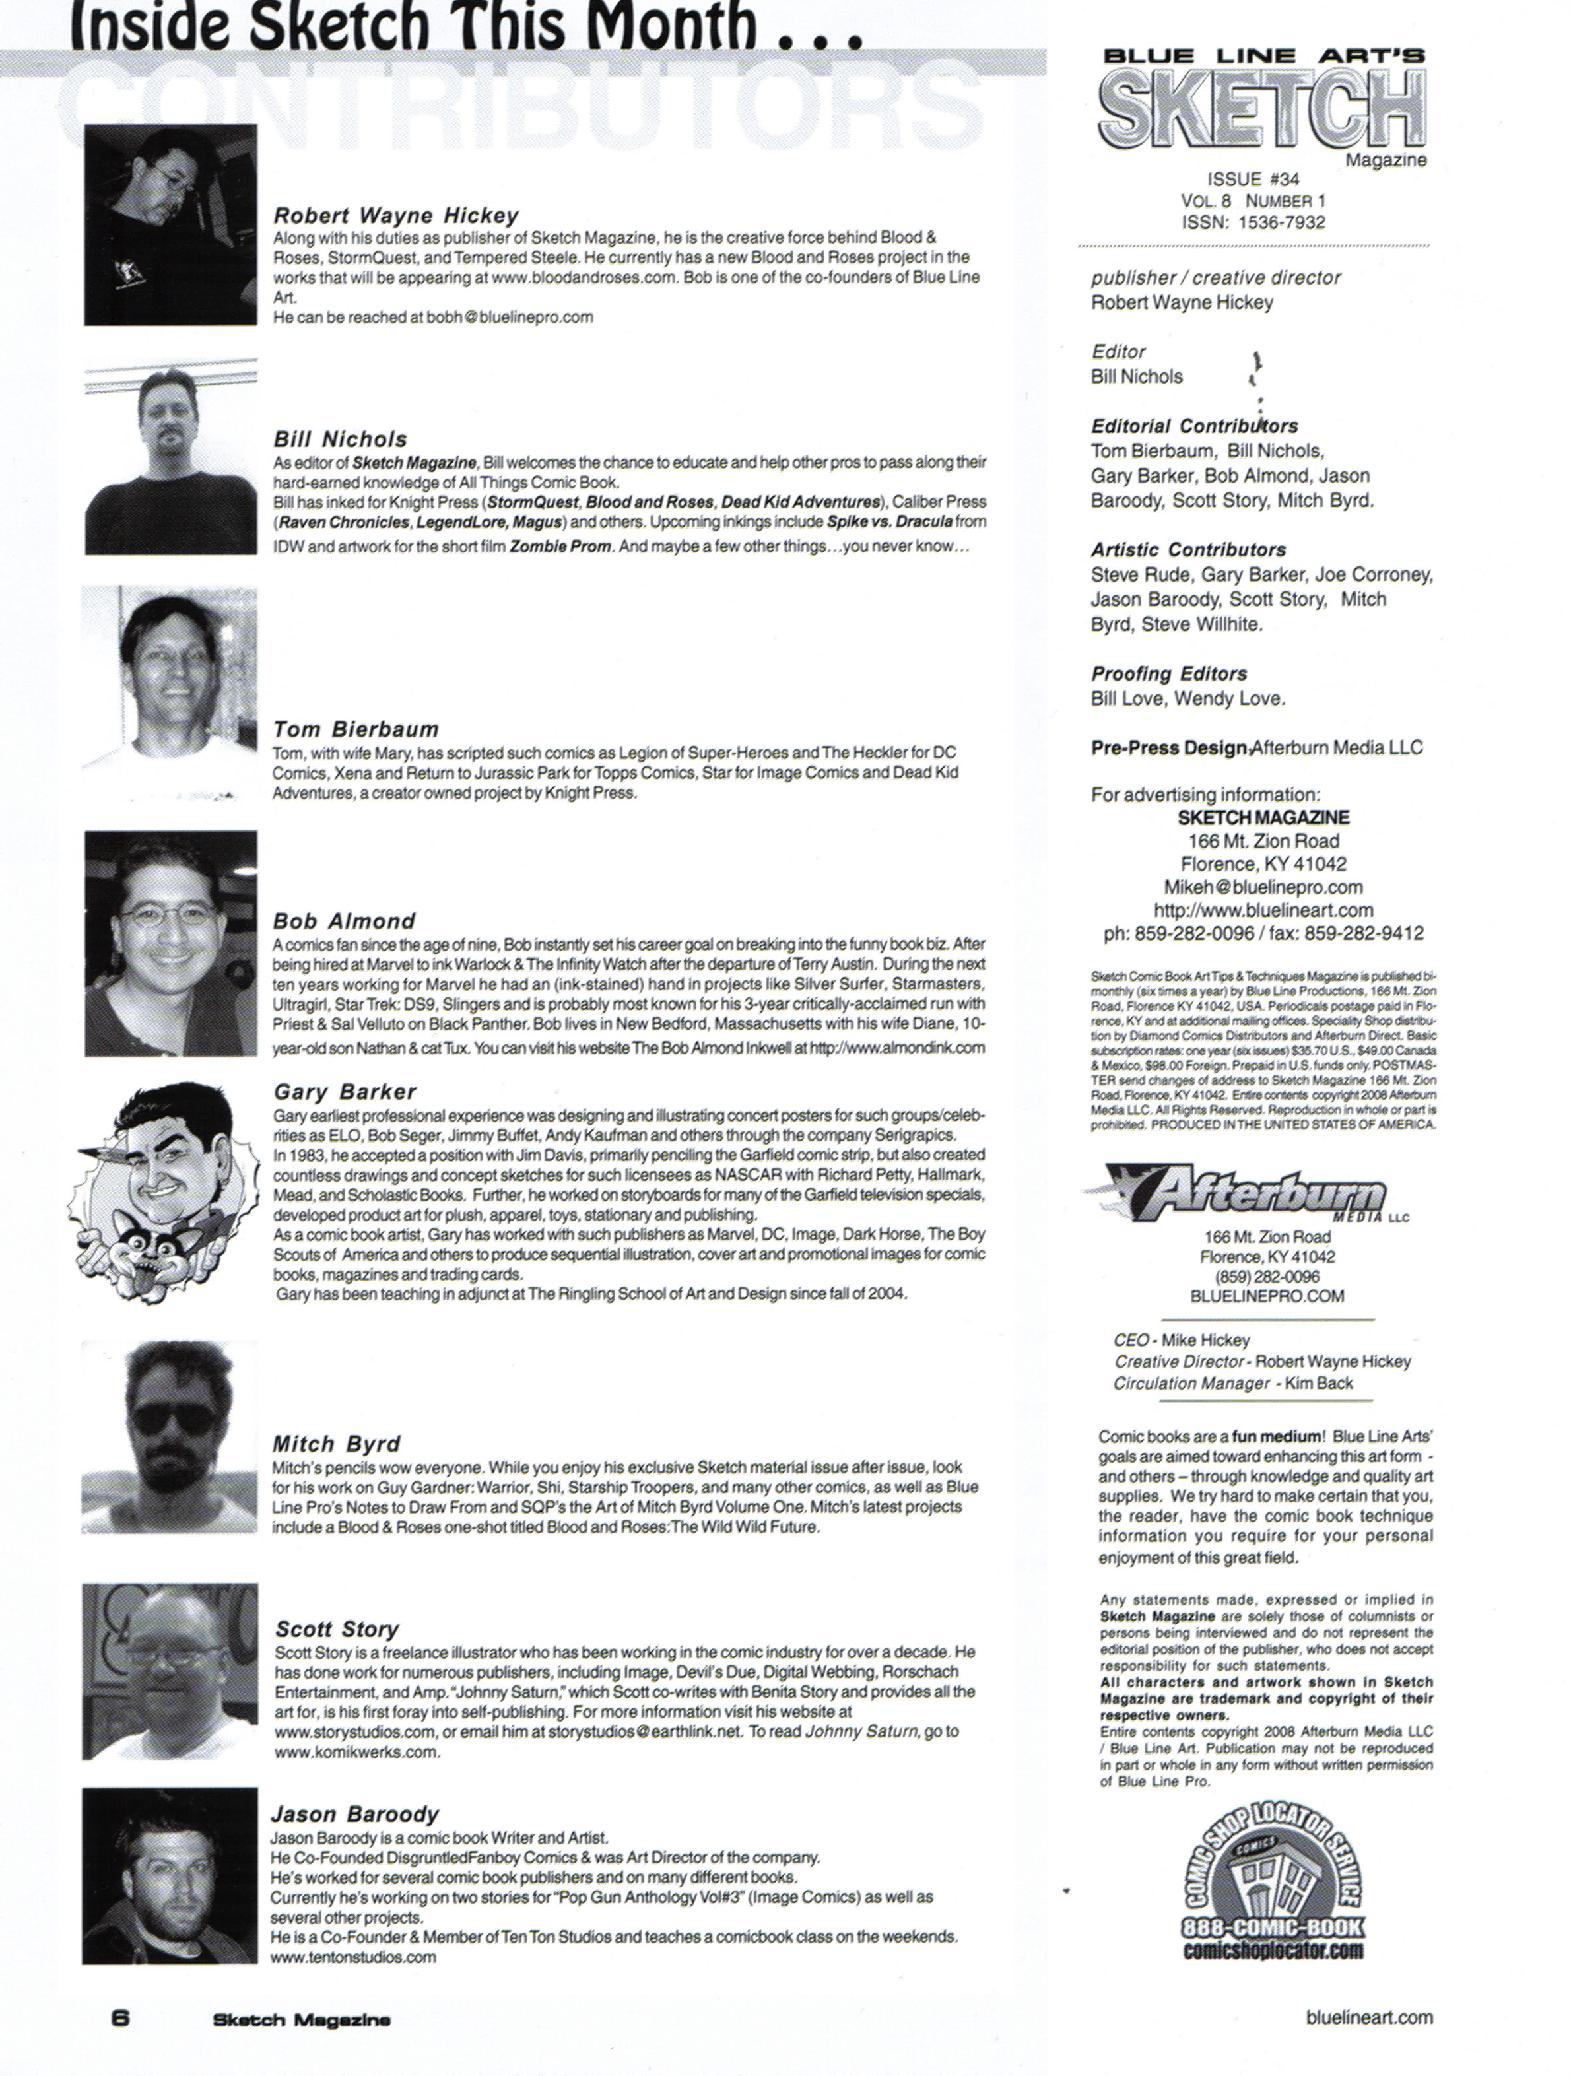 Inside Sketch This Month . . .
CONTRIBUTORS
Robert Wayne Hickey
Along with his duties as publisher of Sketch Magazine, he is the creative force behind Blood &
Roses, StormQuest, and Tempered Steele. He currently has a new Blood and Roses project in the
works that will be appearing at www.bloodandroses.com. Bob is one of the co-founders of Blue Line
Art.
He can be reached at bobh@bluelinepro.com
Bill Nichols
As editor of Sketch Magazine, Bill welcomes the chance to educate and help other pros to pass along their
hard-earned knowledge of All Things Comic Book.
Bill has inked for Knight Press (StormQuest, Blood and Roses, Dead Kid Adventures), Caliber Press
(Raven Chronicles, LegendLore, Magus) and others. Upcoming inkings include Spike vs. Dracula from
IDW and artwork for the short film Zombie Prom. And maybe a few other things...you never know...
Tom Bierbaum
Tom, with wife Mary, has scripted such comics as Legion of Super-Heroes and The Heckler for DC
Comics, Xena and Return to Jurassic Park for Topps Comics, Star for Image Comics and Dead Kid
Adventures, a creator owned project by Knight Press.
Bob Almond
A comics fan since the age of nine, Bob instantly set his career goal on breaking into the funny book biz. After
being hired at Marvel to ink Warlock & The Infinity Watch after the departure of Terry Austin. During the next
ten years working for Marvel he had an (ink-stained) hand in projects like Silver Surfer, Starmasters,
Ultragirl, Star Trek: DS9, Slingers and is probably most known for his 3-year critically-acclaimed run with
Priest & Sal Velluto on Black Panther. Bob lives in New Bedford, Massachusetts with his wife Diane, 10-
year-old son Nathan & cat Tux. You can visit his website The Bob Almond Inkwell at http://www.almondink.com
Gary Barker
Gary earliest professional experience was designing and illustrating concert posters for such groups/celeb-
rities as ELO, Bob Seger, Jimmy Buffet, Andy Kaufman and others through the company Serigrapics.
In 1983, he accepted a position with Jim Davis, primarily penciling the Garfield comic strip, but also created
countless drawings and concept sketches for such licensees as NASCAR with Richard Petty, Hallmark,
Mead, and Scholastic Books. Further, he worked on storyboards for many of the Garfield television specials,
developed product art for plush, apparel, toys, stationary and publishing.
As a comic book artist, Gary has worked with such publishers as Marvel, DC, Image, Dark Horse, The Boy
Scouts of America and others to produce sequential illustration, cover art and promotional images for comic
books, magazines and trading cards.
Gary has been teaching in adjunct at The Ringling School of Art and Design since fall of 2004.
Mitch Byrd
Mitch's pencils wow everyone. While you enjoy his exclusive Sketch material issue after issue, look
for his work on Guy Gardner: Warrior, Shi, Starship Troopers, and many other comics, as well as Blue
Line Pro's Notes to Draw From and SQP's the Art of Mitch Byrd Volume One. Mitch's latest projects
include a Blood & Roses one-shot titled Blood and Roses: The Wild Wild Future.
Scott Story
Scott Story is a freelance illustrator who has been working in the comic industry for over a decade. He
has done work for numerous publishers, including Image, Devil's Due, Digital Webbing, Rorschach
Entertainment, and Amp. "Johnny Saturn," which Scott co-writes with Benita Story and provides all the
art for, is his first foray into self-publishing. For more information visit his website at
www.storystudios.com, or email him at storystudios@earthlink.net. To read Johnny Saturn, go to
www.komikwerks.com.
Jason Baroody
Jason Baroody is a comic book Writer and Artist.
He Co-Founded DisgruntledFanboy Comics & was Art Director of the company.
He's worked for several comic book publishers and on many different books.
Currently he's working on two stories for "Pop Gun Anthology Vol#3" (Image Comics) as well as
several other projects.
He is a Co-Founder & Member of Ten Ton Studios and teaches a comicbook class on the weekends.
www.tentonstudios.com
BLUE LINE ART'S
SKETCH
Magazine
ISSUE #34
VOL. 8 NUMBER 1
ISSN: 1536-7932
publisher / creative director
Robert Wayne Hickey
Editor
Bill Nichols
Editorial Contributors
Tom Bierbaum, Bill Nichols,
Gary Barker, Bob Almond, Jason
Baroody, Scott Story, Mitch Byrd.
Artistic Contributors
Steve Rude, Gary Barker, Joe Corroney,
Jason Baroody, Scott Story, Mitch
Byrd, Steve Willhite.
Proofing Editors
Bill Love, Wendy Love.
Pre-Press Design, Afterburn Media LLC
For advertising information:
SKETCH MAGAZINE
166 Mt. Zion Road
Florence, KY 41042
Mikeh@bluelinepro.com
http://www.bluelineart.com
ph: 859-282-0096 / fax: 859-282-9412
Sketch Comic Book Art Tips & Techniques Magazine is published bi-
monthly (six times a year) by Blue Line Productions, 166 Mt. Zion
Road, Florence KY 41042, USA. Periodicals postage paid in Flo-
rence, KY and at additional mailing offices. Speciality Shop distribu-
tion by Diamond Comics Distributors and Afterburn Direct. Basic
subscription rates: one year (six issues) $35.70 U.S., $49.00 Canada
& Mexico, $98.00 Foreign. Prepaid in U.S. funds only. POSTMAS-
TER send changes of address to Sketch Magazine 166 Mt. Zion
Road, Florence, KY 41042. Entire contents copyright 2008 Afterburn
Media LLC. All Rights Reserved. Reproduction in whole or part is
prohibited. PRODUCED IN THE UNITED STATES OF AMERICA.
Afterburn
MEDIA LLC
166 Mt. Zion Road
Florence, KY 41042
(859) 282-0096
BLUELINEPRO.COM
CEO - Mike Hickey
Creative Director - Robert Wayne Hickey
Circulation Manager - Kim Back
Comic books are a fun medium! Blue Line Arts'
goals are aimed toward enhancing this art form -
and others – through knowledge and quality art
supplies. We try hard to make certain that you,
the reader, have the comic book technique
information you require for your personal
enjoyment of this great field.
Any statements made, expressed or implied in
Sketch Magazine are solely those of columnists or
persons being interviewed and do not represent the
editorial position of the publisher, who does not accept
responsibility for such statements.
All characters and artwork shown in Sketch
Magazine are trademark and copyright of their
respective owners.
Entire contents copyright 2008 Afterburn Media LLC
/ Blue Line Art. Publication may not be reproduced
in part or whole in any form without written permission
of Blue Line Pro.
COMIC SHOP LOCATOR SERVICE
COMICS
888-COMIC-BOOK
comicshoplocator.com
6 Sketch Magazine
bluelineart.com